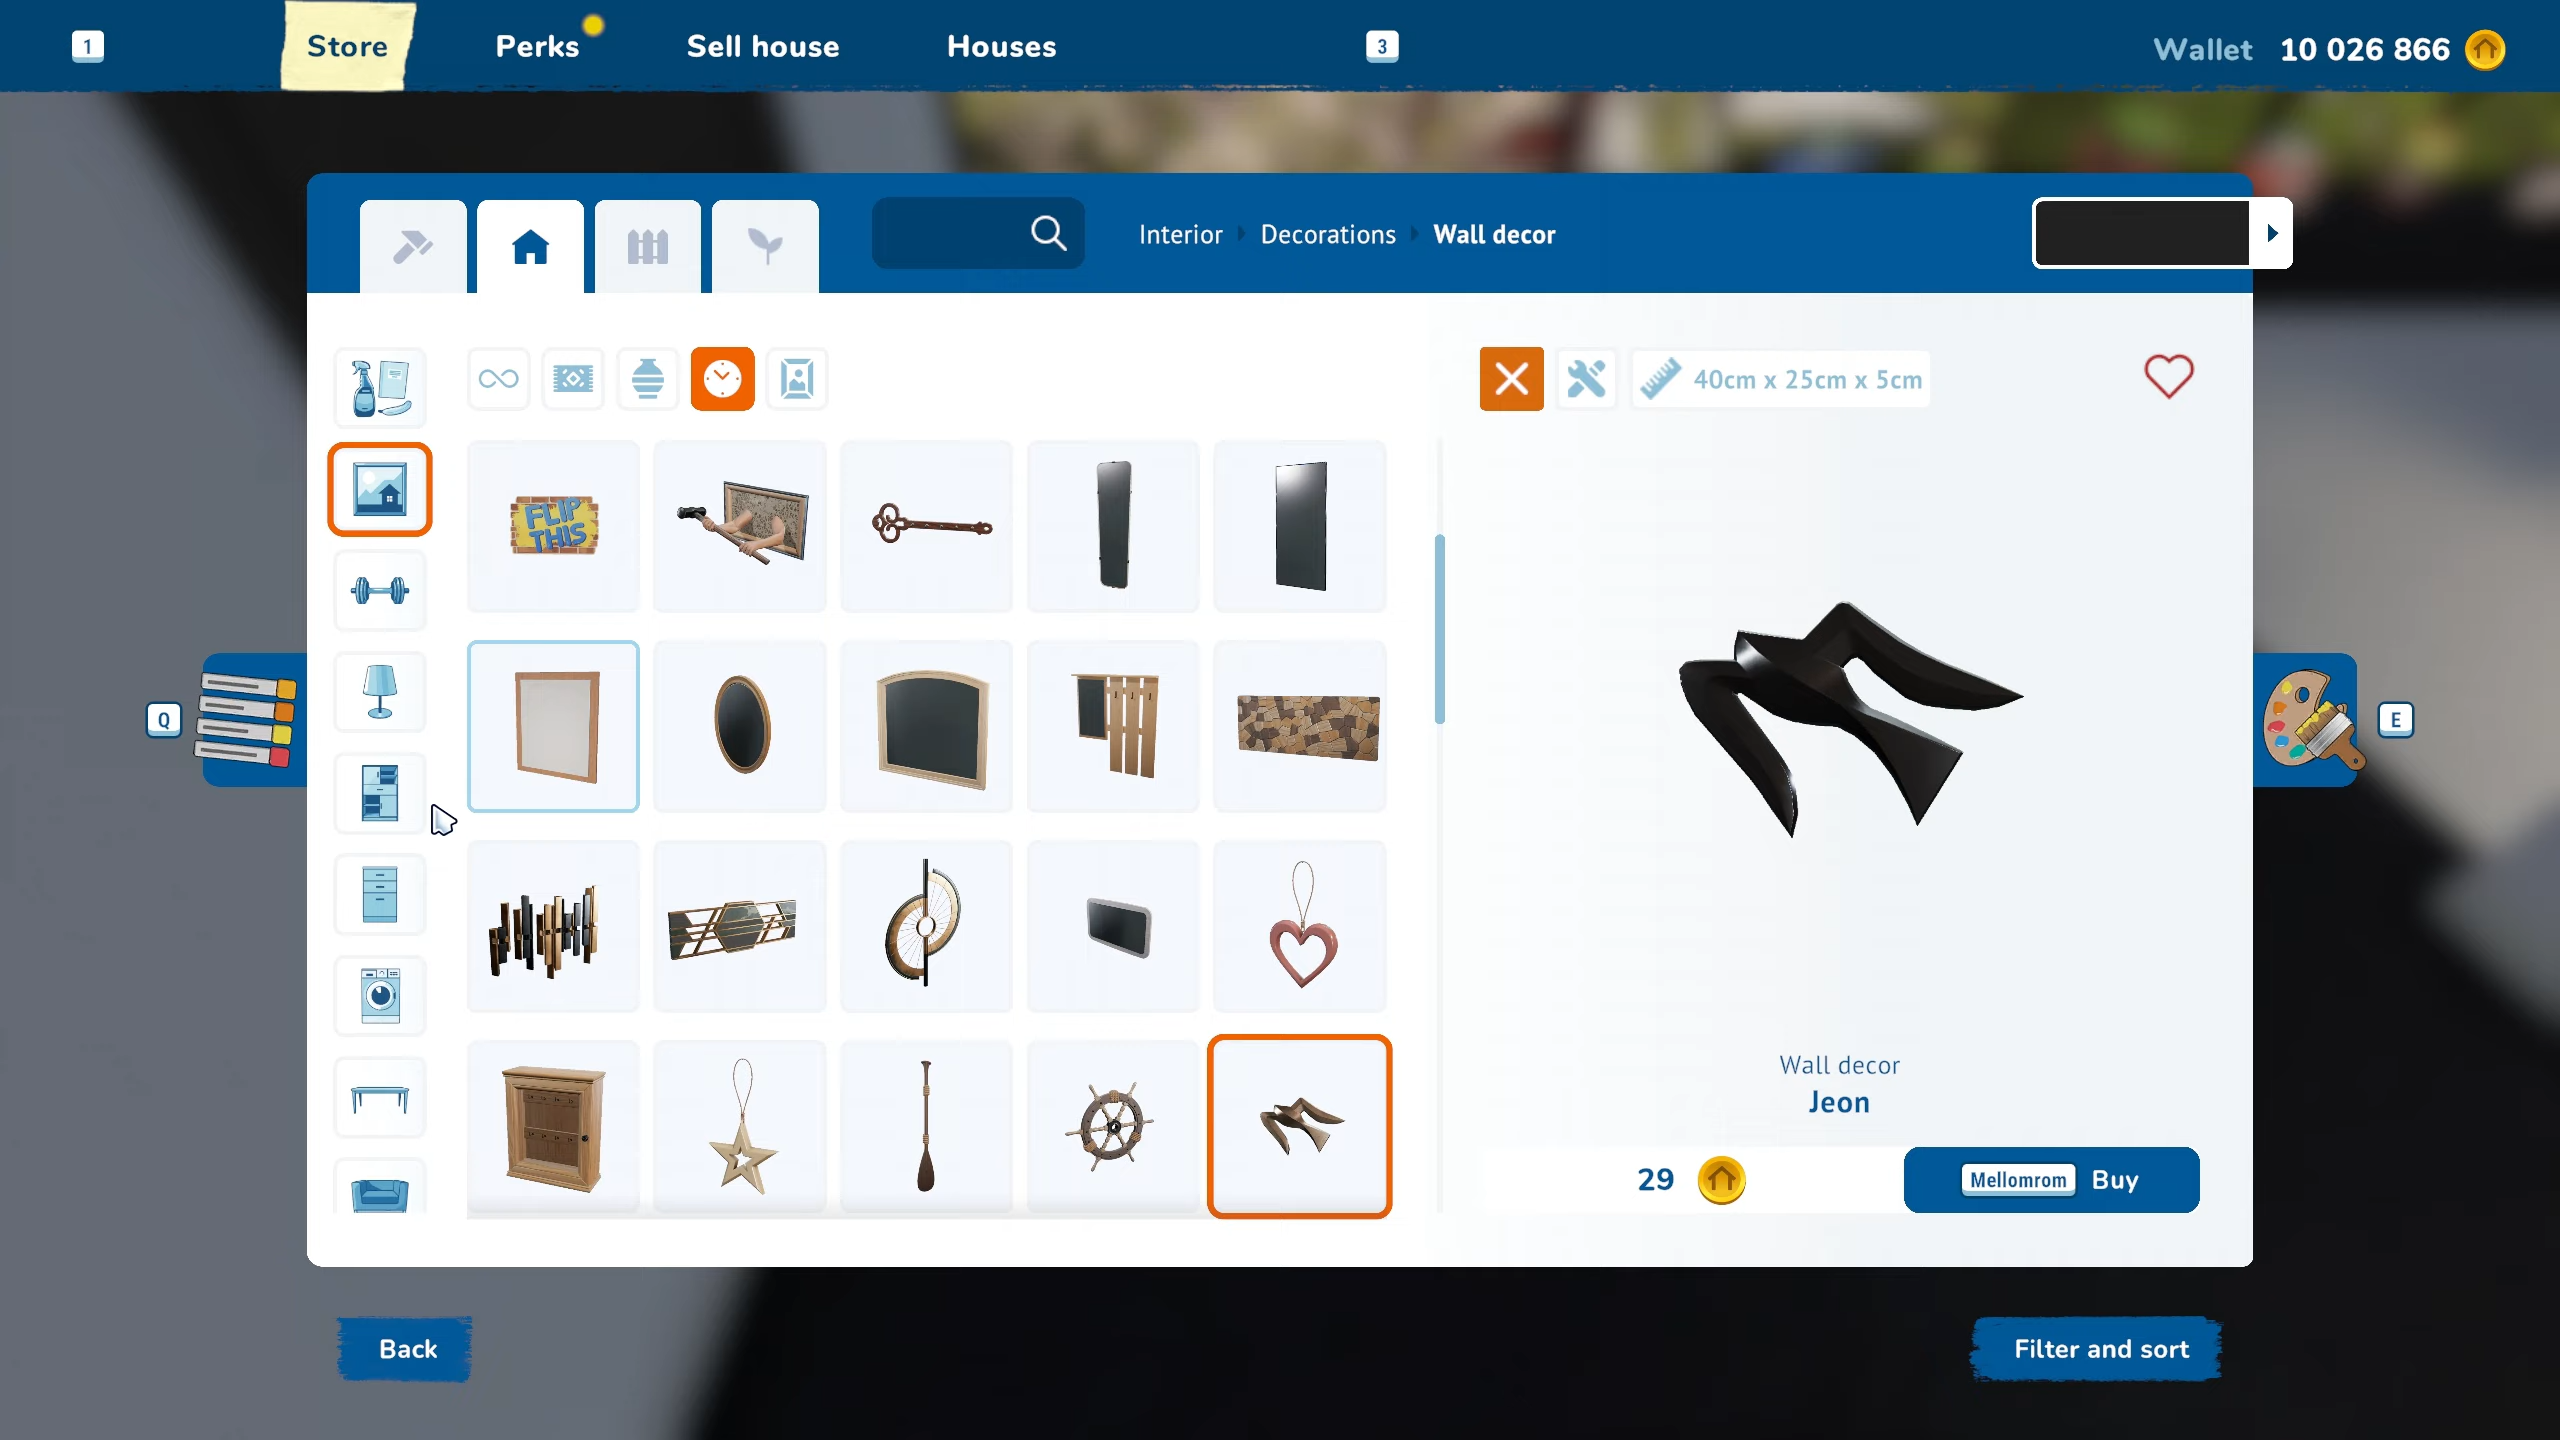 1
Store
Perks
Sell house
Houses
3
Wallet 10 026 866
Interior
Decorations
Wall decor
40cm x 25cm x 5cm
FLIP
THIS
Q
E
Wall decor
Jeon
29
Mellomrom
Buy
Back
Filter and sort